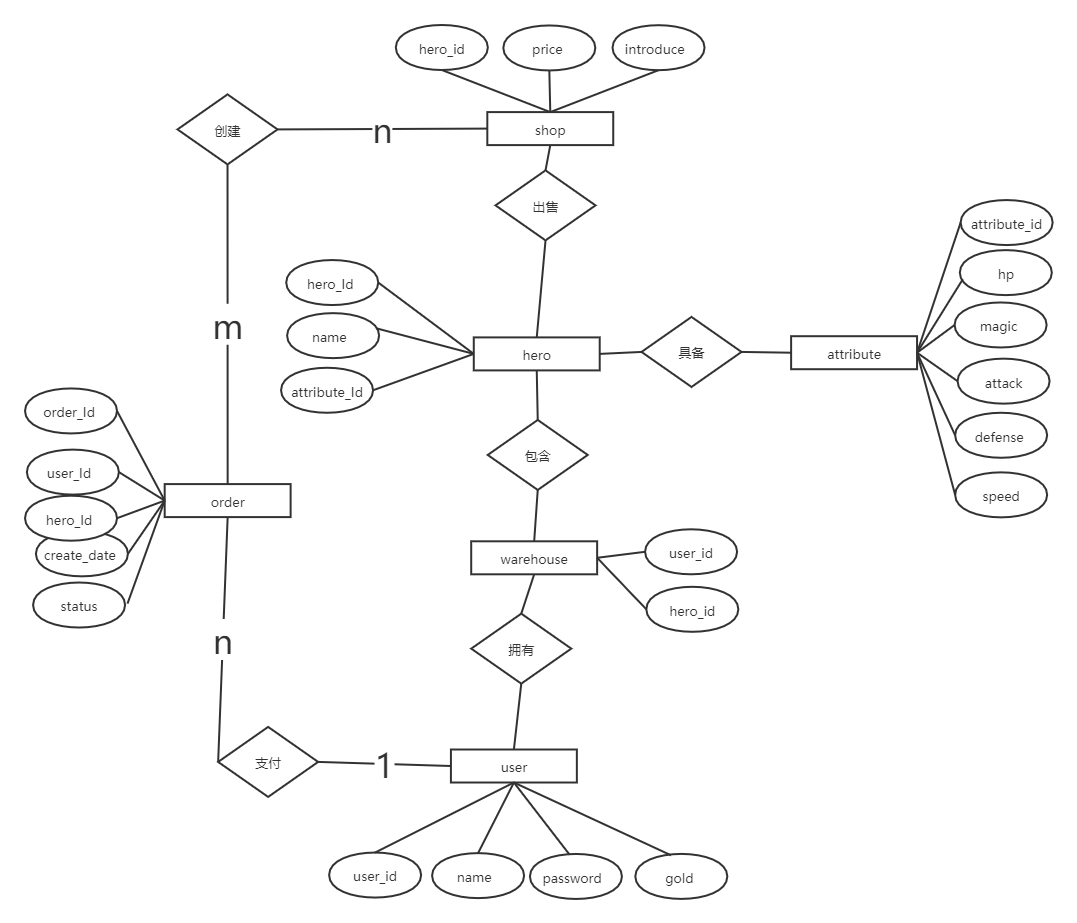 hero_id
price
introduce
创建
n
shop
出售
m
hero_Id
name
attribute_Id
hero
具备
attribute
attribute_id
hp
magic
attack
defense
speed
包含
order_Id
user_Id
hero_Id
create_date
status
order
warehouse
user_id
hero_id
拥有
n
支付
1
user
user_id
name
password
gold